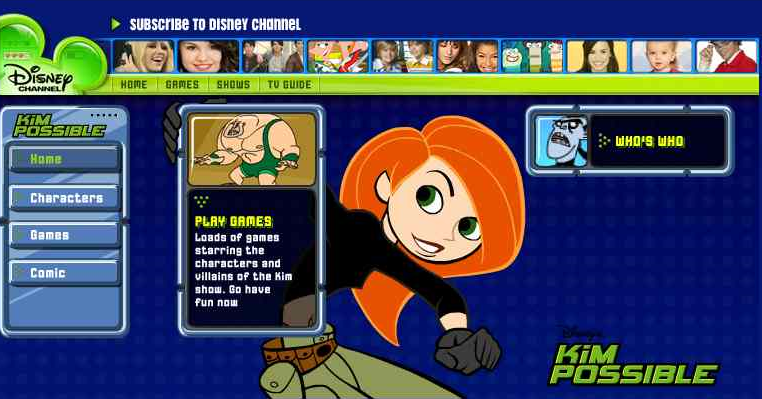 SUBSCRIBE TO DISNEY CHANNEL
Disney
CHANNEL
HOME GAMES SHOWS TV GUIDE
KIM
POSSIBLE
Home
Characters
Games
Comic
PLAY GAMES
Loads of games
starring the
characters and
villains of the Kim
show. Go have
fun now
WHO'S WHO
Disney's
KIM
POSSIBLE